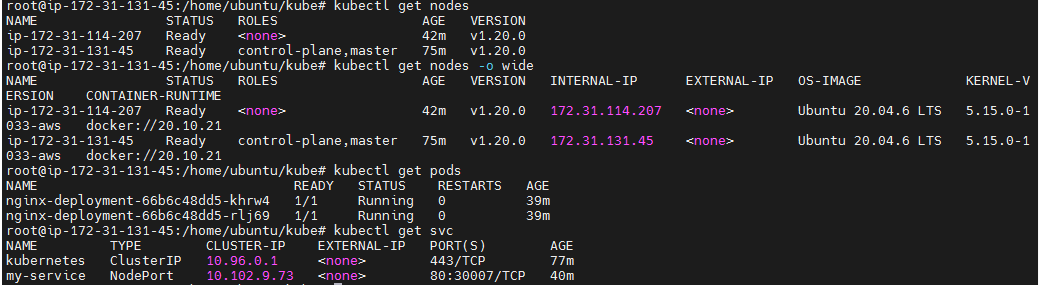 root@ip-172-31-131-45:/home/ubuntu/kube# kubectl get nodes
NAME STATUS ROLES AGE VERSION
ip-172-31-114-207 Ready <none> 42m v1.20.0
ip-172-31-131-45 Ready control-plane,master 75m v1.20.0
root@ip-172-31-131-45:/home/ubuntu/kube# kubectl get nodes -o wide
NAME STATUS ROLES AGE VERSION INTERNAL-IP EXTERNAL-IP OS-IMAGE KERNEL-V
ERSION CONTAINER-RUNTIME
ip-172-31-114-207 Ready <none> 42m v1.20.0 172.31.114.207 <none> Ubuntu 20.04.6 LTS 5.15.0-1
033-aws docker://20.10.21
ip-172-31-131-45 Ready control-plane,master 75m v1.20.0 172.31.131.45 <none> Ubuntu 20.04.6 LTS 5.15.0-1
033-aws docker://20.10.21
root@ip-172-31-131-45:/home/ubuntu/kube# kubectl get pods
NAME READY STATUS RESTARTS AGE
nginx-deployment-66b6c48dd5-khrw4 1/1 Running 0 39m
nginx-deployment-66b6c48dd5-rlj69 1/1 Running 0 39m
root@ip-172-31-131-45:/home/ubuntu/kube# kubectl get svc
NAME TYPE CLUSTER-IP EXTERNAL-IP PORT(S) AGE
kubernetes ClusterIP 10.96.0.1 <none> 443/TCP 77m
my-service NodePort 10.102.9.73 <none> 80:30007/TCP 40m
root@ip-172-31-131-45:/home/ubuntu/kube#